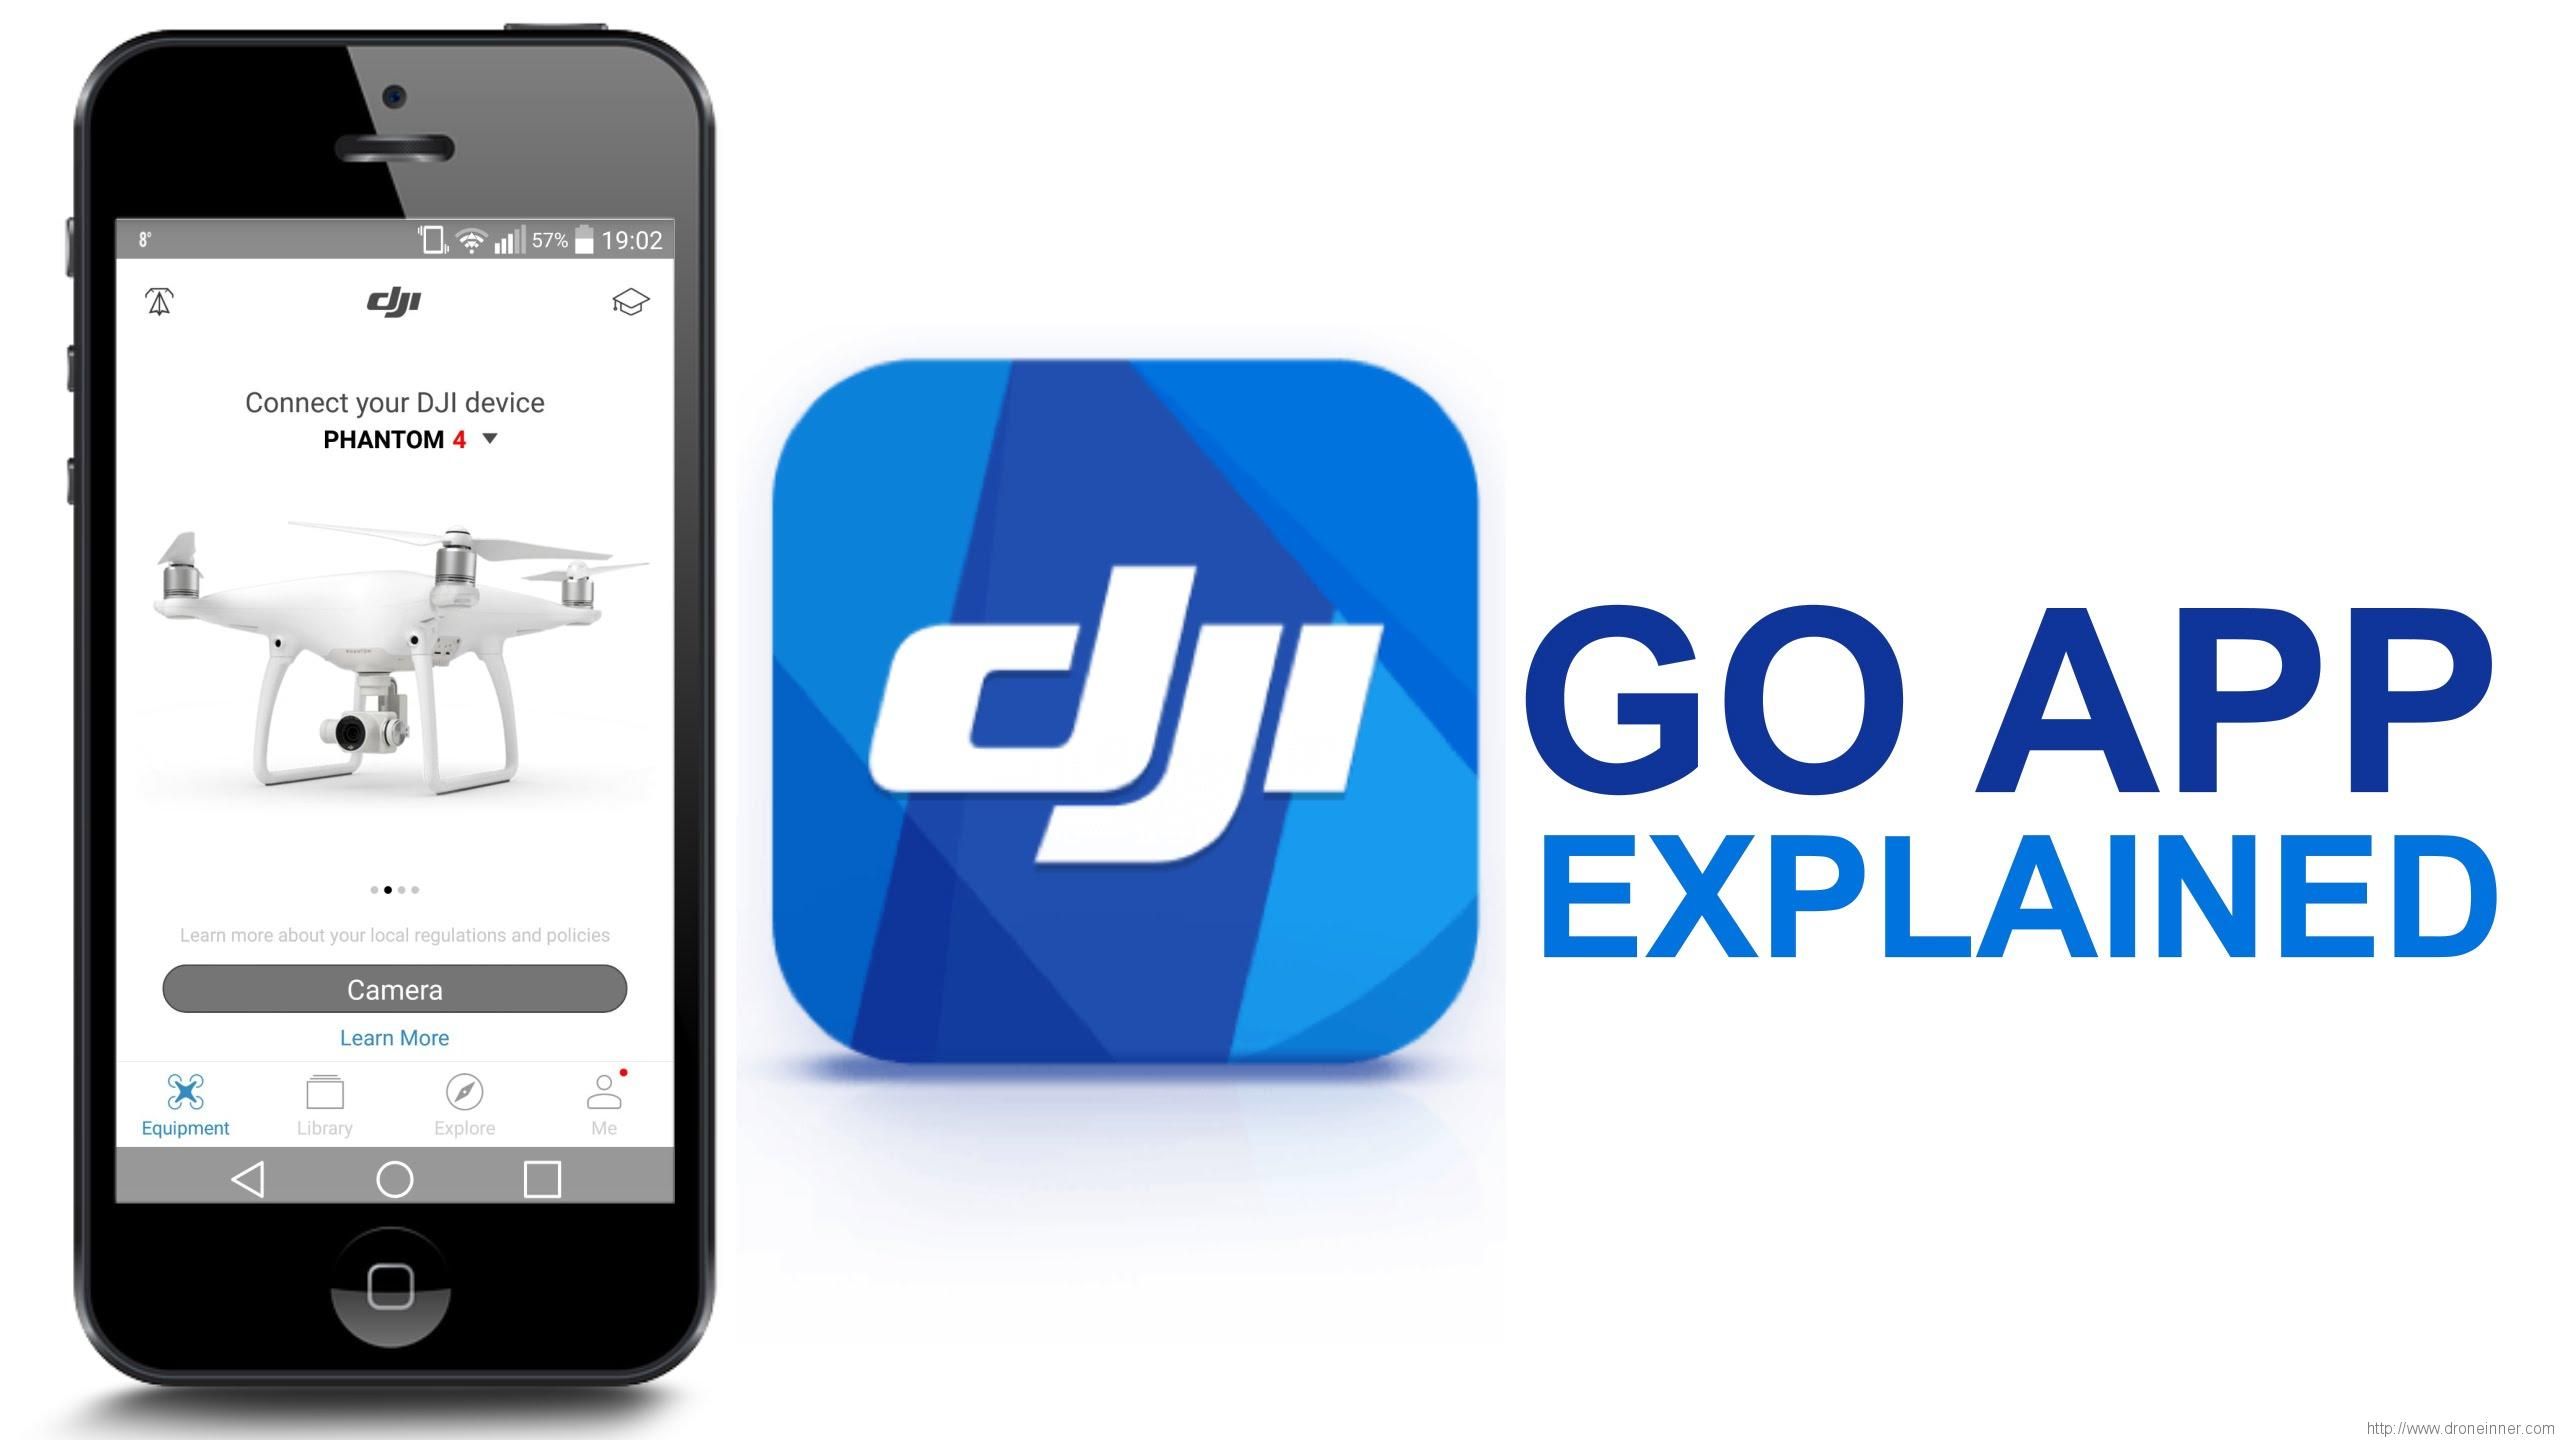 8°
57% 19:02
dji
Connect your DJI device
PHANTOM 4
PHANTOM
Learn more about your local regulations and policies
Camera
Learn More
Equipment Library Explore Me
dji
GO APP
EXPLAINED
http://www.droneinner.com